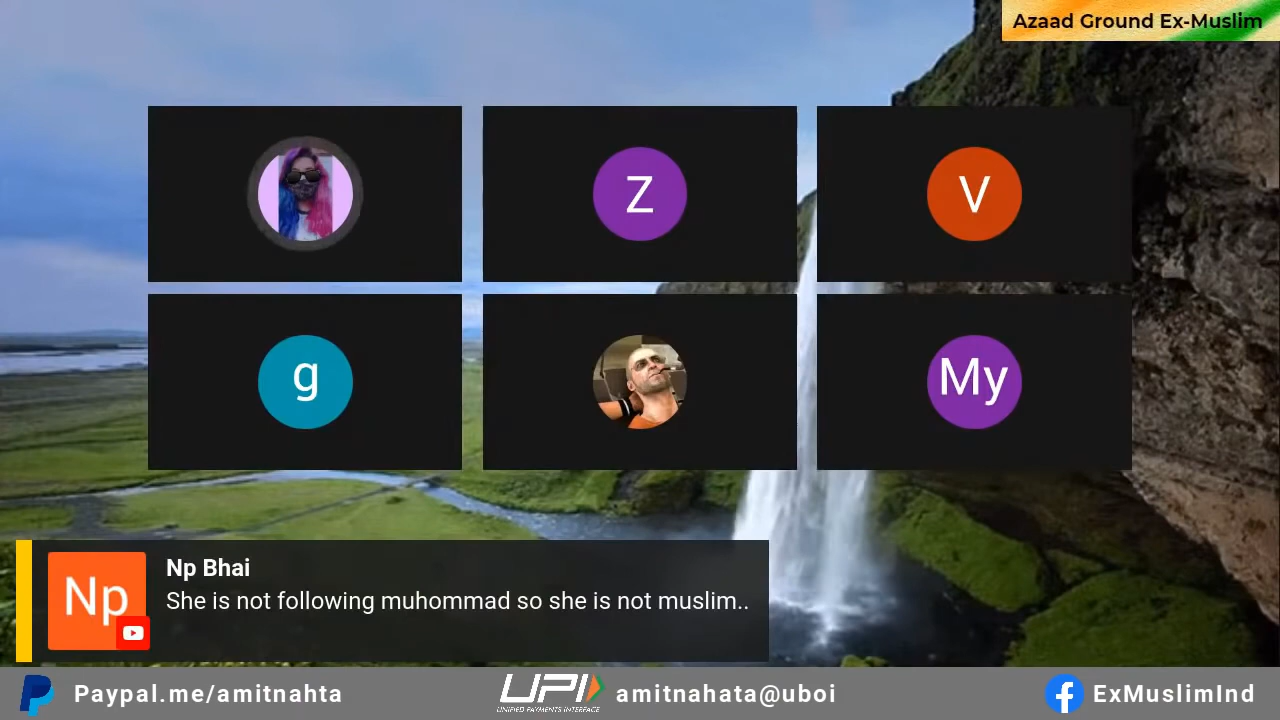 Azaad Ground Ex-Muslim
Z
V
g
My
Np
Np Bhai
She is not following muhommad so she is not muslim..
Paypal.me/amitnahta
UPI
UNIFIED PAYMENTS INTERFACE
amitnahata@uboi
ExMuslimInd